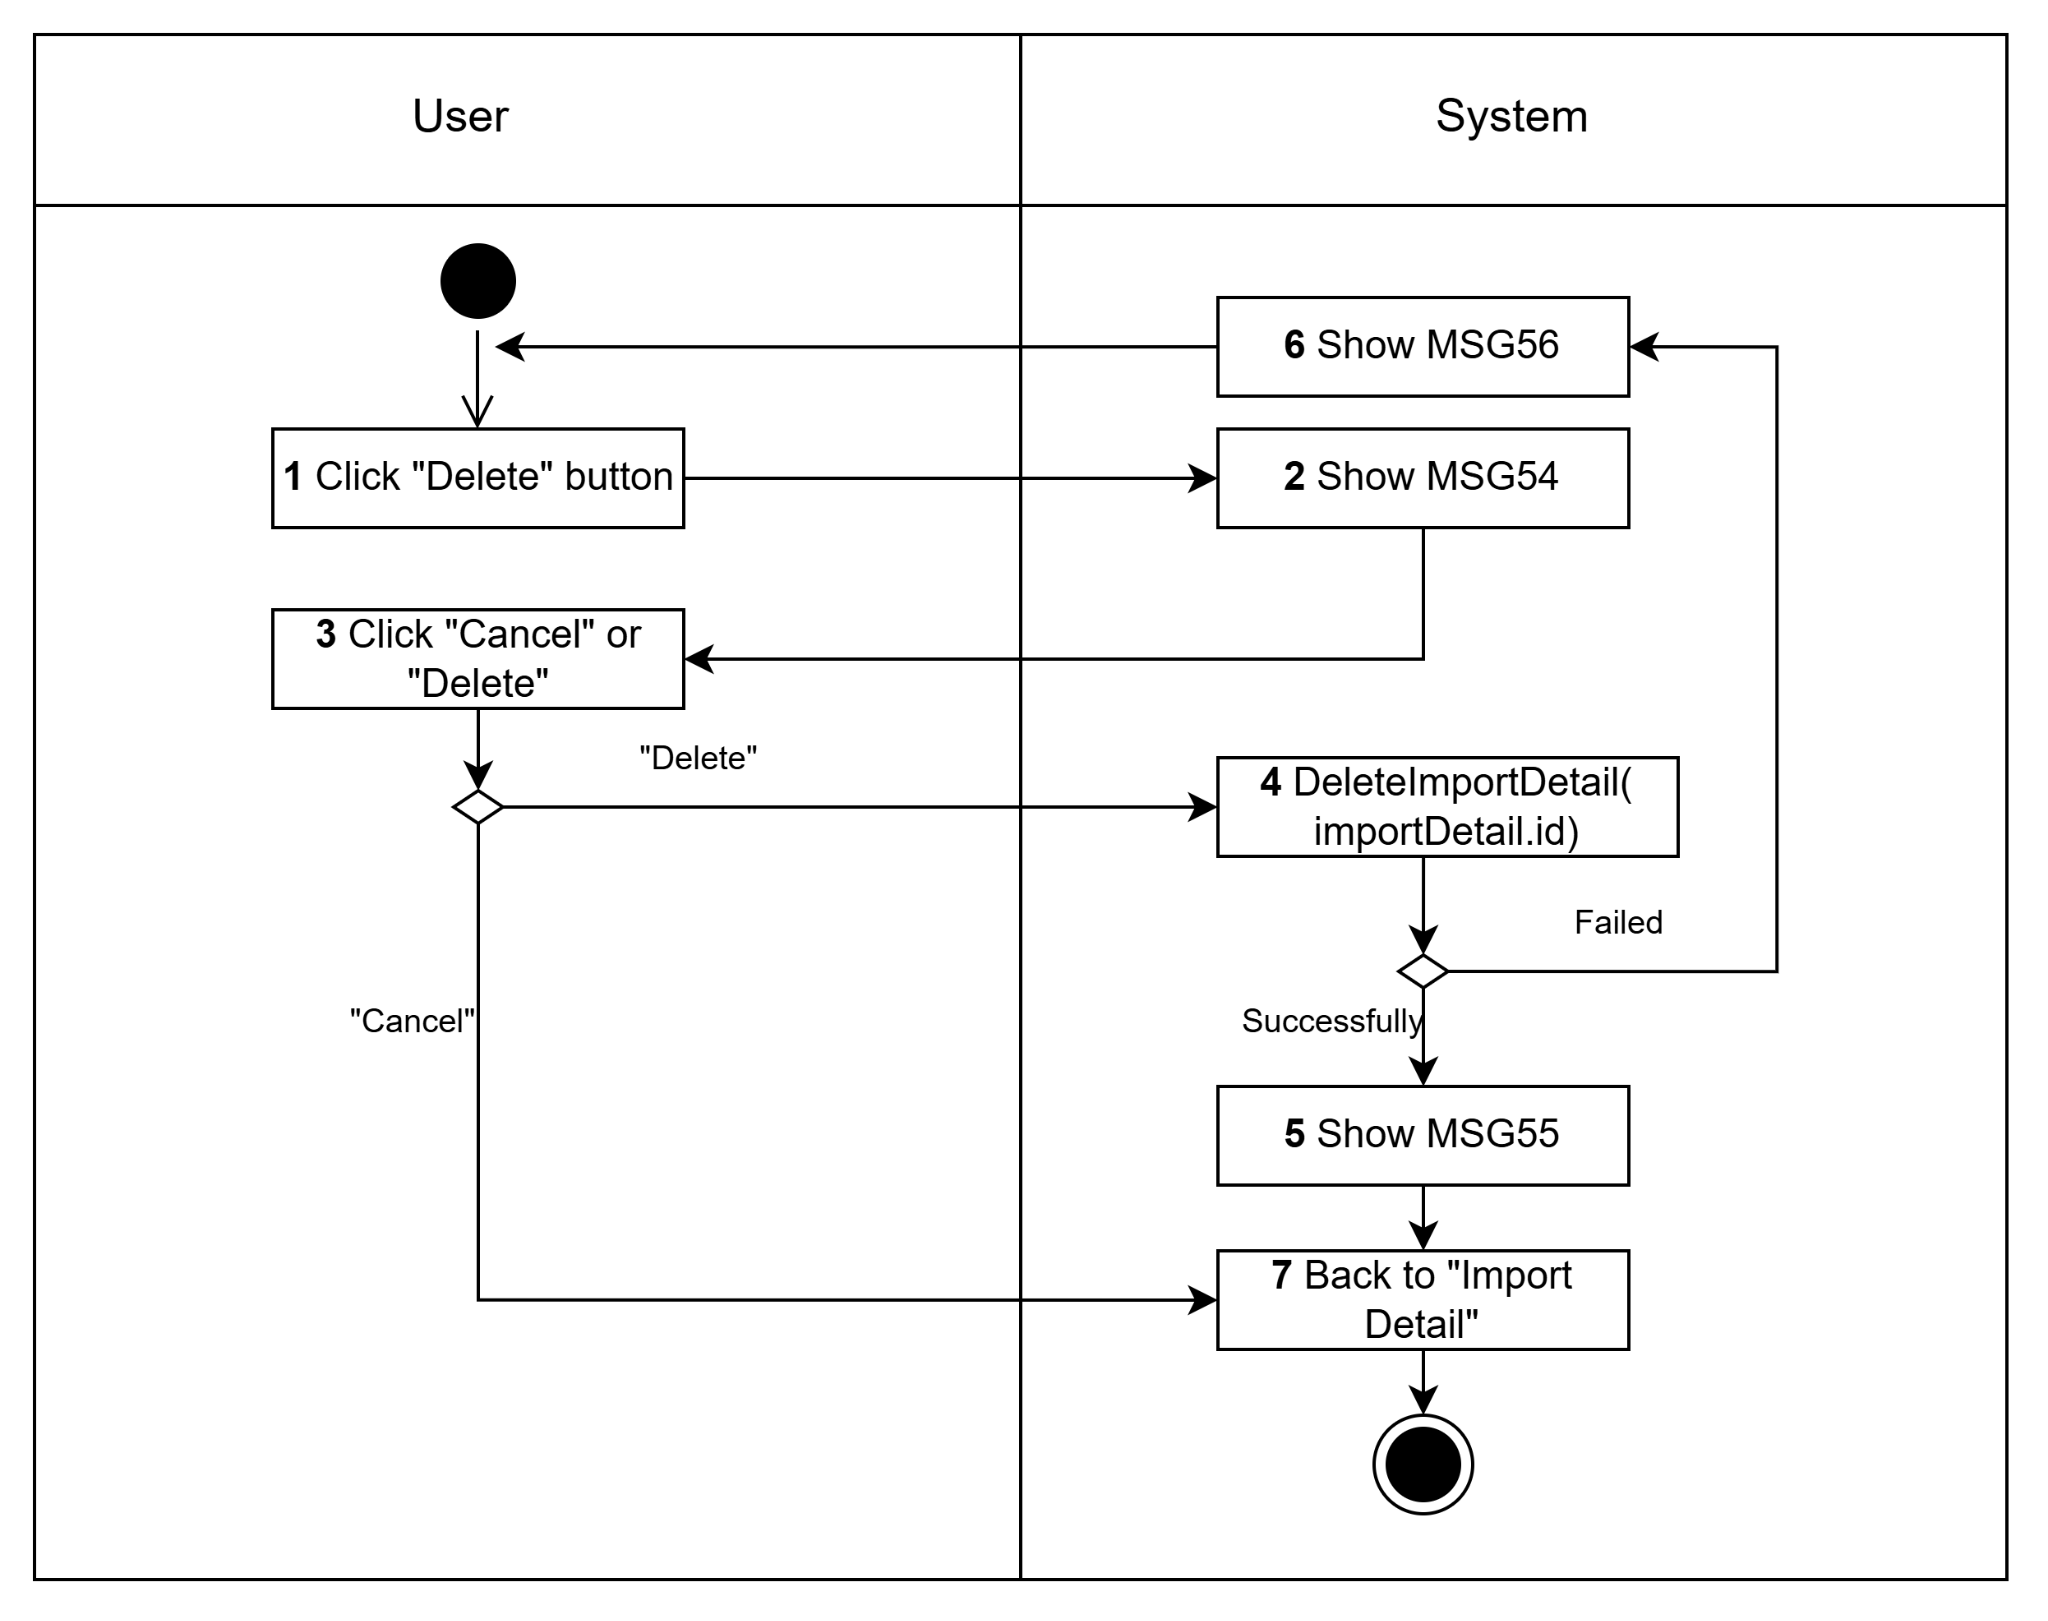 User
System
6 Show MSG56
1 Click "Delete" button
2 Show MSG54
3 Click "Cancel" or
"Delete"
"Delete"
4 DeleteImportDetail(
importDetail.id)
Failed
"Cancel"
Successfully
5 Show MSG55
7 Back to "Import
Detail"